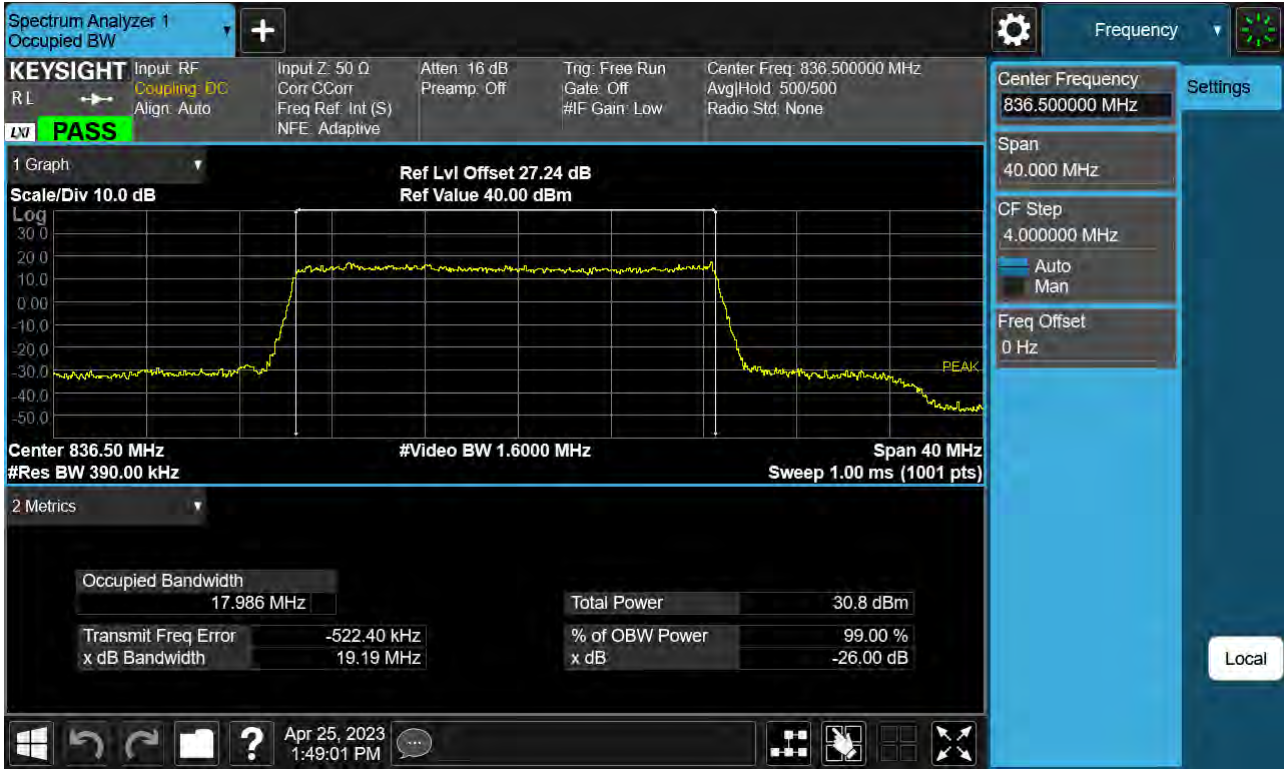 Spectrum Analyzer 1
Occupied BW
Frequency
KEYSIGHT
R L
LXI
PASS
Input: RF
Coupling: DC
Align: Auto
Input Z: 50 Ω
Corr CCorr
Freq Ref: Int (S)
NFE: Adaptive
Atten: 16 dB
Preamp: Off
Trig: Free Run
Gate: Off
#IF Gain: Low
Center Freq: 836.500000 MHz
Avg|Hold: 500/500
Radio Std: None
Center Frequency
836.500000 MHz
Settings
Span
40.000 MHz
CF Step
4.000000 MHz
Auto
Man
Freq Offset
0 Hz
1 Graph
Scale/Div 10.0 dB
Ref Lvl Offset 27.24 dB
Ref Value 40.00 dBm
Log
30.0
20.0
10.0
0.00
-10.0
-20.0
-30.0
-40.0
-50.0
PEAK
Center 836.50 MHz
#Video BW 1.6000 MHz
Span 40 MHz
#Res BW 390.00 kHz
Sweep 1.00 ms (1001 pts)
2 Metrics
Occupied Bandwidth
17.986 MHz
Total Power 30.8 dBm
Transmit Freq Error -522.40 kHz
% of OBW Power 99.00 %
x dB Bandwidth 19.19 MHz
x dB -26.00 dB
Local
?
Apr 25, 2023
1:49:01 PM